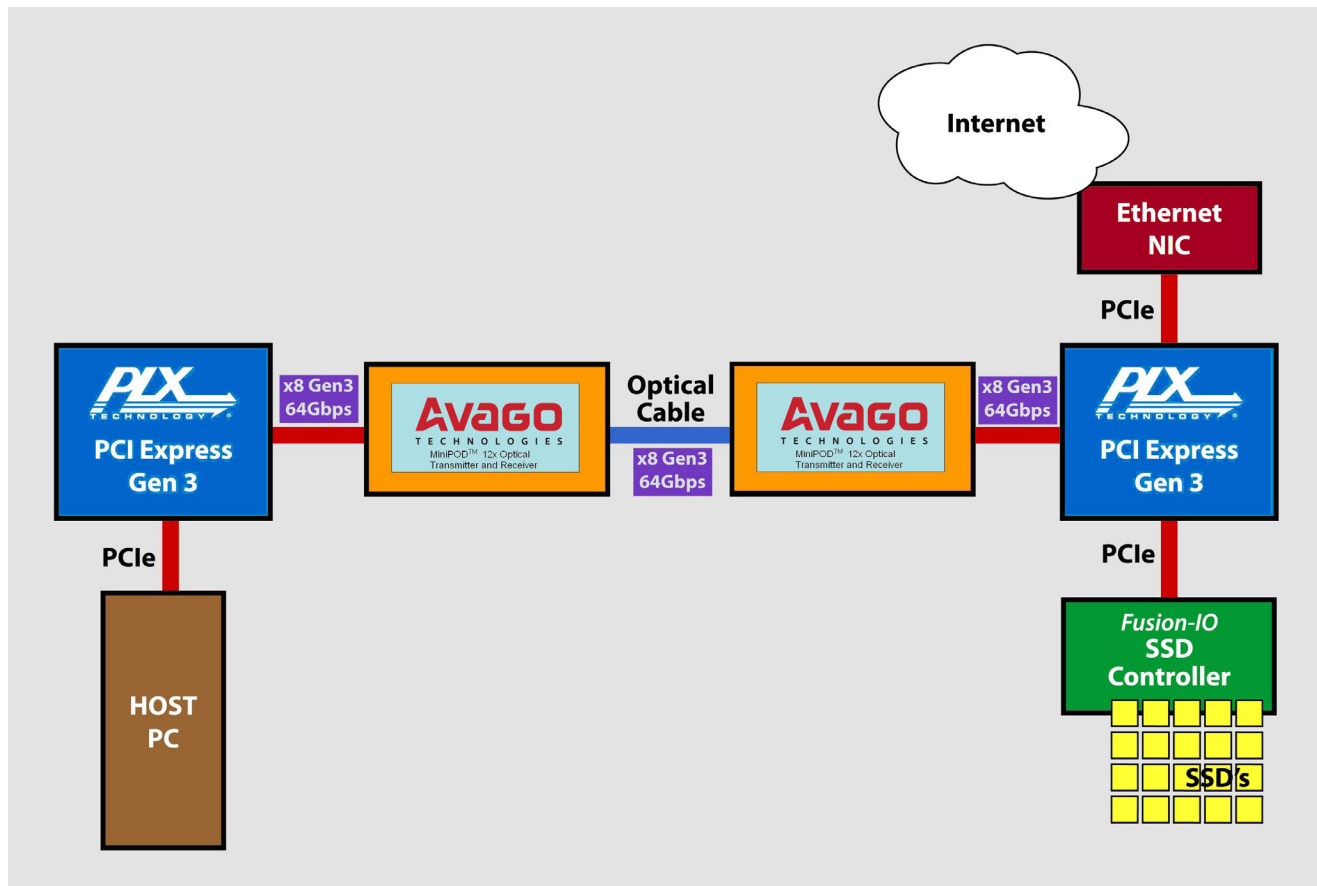 Internet
Ethernet
NIC
PCIe
PLX
TECHNOLOGY®
PCI Express
Gen 3
x8 Gen3
64Gbps
AVAGO
TECHNOLOGIES
MiniPOD™ 12x Optical
Transmitter and Receiver
Optical
Cable
x8 Gen3
64Gbps
AVAGO
TECHNOLOGIES
MiniPOD™ 12x Optical
Transmitter and Receiver
x8 Gen3
64Gbps
PLX
TECHNOLOGY®
PCI Express
Gen 3
PCIe
HOST
PC
PCIe
Fusion-IO
SSD
Controller
SSD's